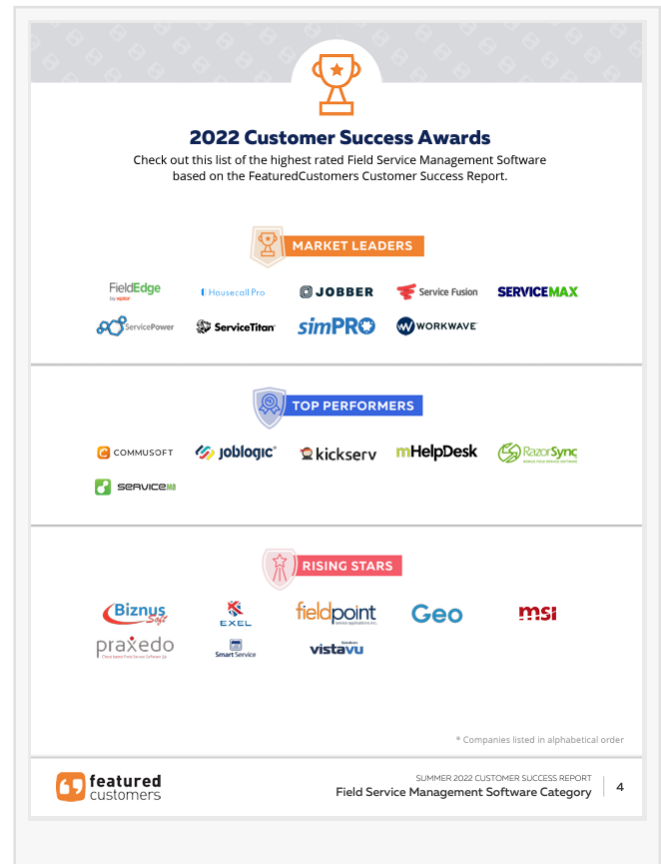 2022 Customer Success Awards
Check out this list of the highest rated Field Service Management Software
based on the FeaturedCustomers Customer Success Report.
MARKET LEADERS
FieldEdge
by xplor
Housecall Pro
JOBBER
Service Fusion
SERVICEMAX
ServicePower
ServiceTitan
simPRO
WORKWAVE
TOP PERFORMERS
COMMUSOFT
joblogic
kickserv
mHelpDesk
RazorSync
SERVICEM8
RISING STARS
Biznus
Soft
EXEL
fieldpoint
Geo
msi
praxedo
Smart Service
vistavu
* Companies listed in alphabetical order
featured
customers
SUMMER 2022 CUSTOMER SUCCESS REPORT
Field Service Management Software Category
4